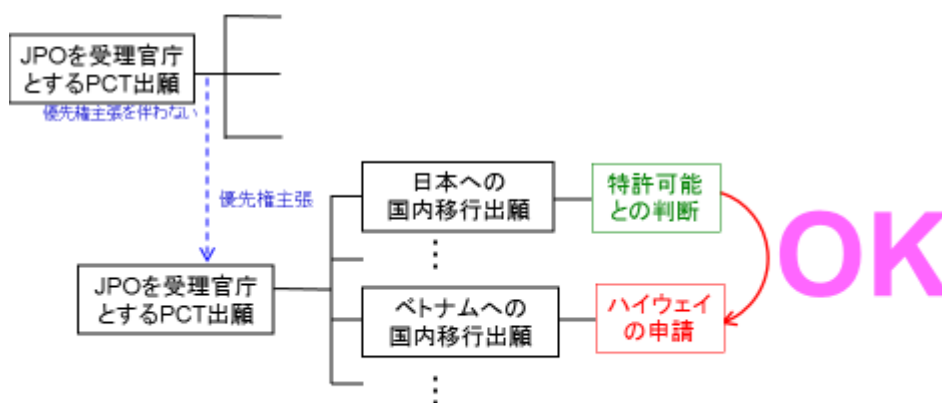 JPOを受理官庁
とするPCT出願
優先権主張を伴わない
優先権主張
日本への
国内移行出願
特許可能
との判断
OK
JPOを受理官庁
とするPCT出願
ベトナムへの
国内移行出願
ハイウェイ
の申請